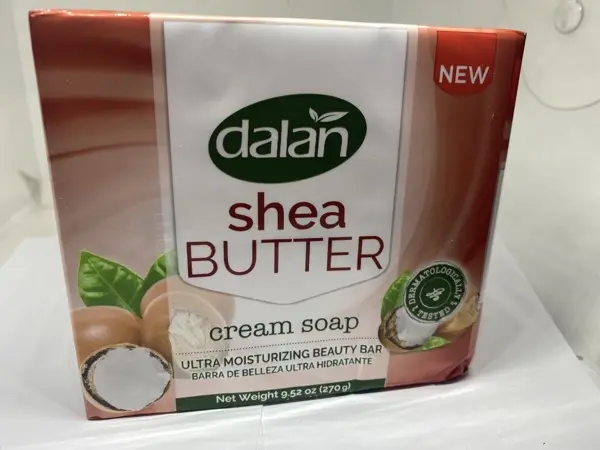 NEW
dalan
shea
BUTTER
DERMATOLOGICALLY
TESTED
cream soap
ULTRA MOISTURIZING BEAUTY BAR
BARRA DE BELLEZA ULTRA HIDRATANTE
Net Weight 9.52 oz (270 g)